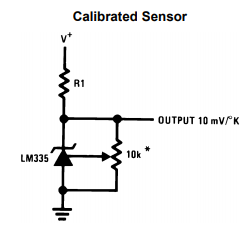 Calibrated Sensor
V+
R1
OUTPUT 10 mV/°K
LM335
10k *